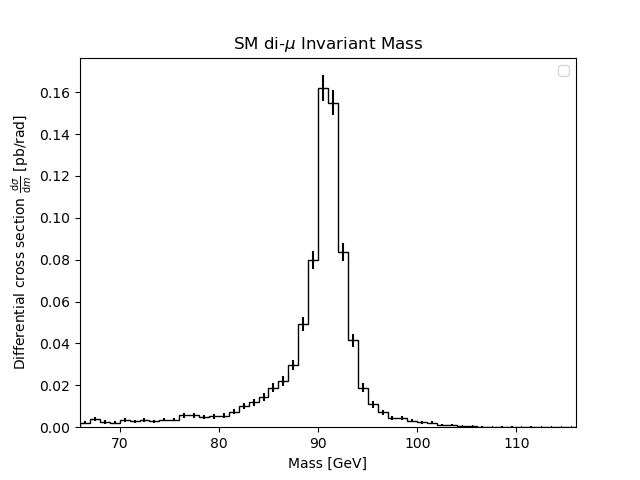 SM di-μ Invariant Mass
Differential cross section dσ/dm [pb/rad]
0.16
0.14
0.12
0.10
0.08
0.06
0.04
0.02
0.00
70 80 90 100 110
Mass [GeV]